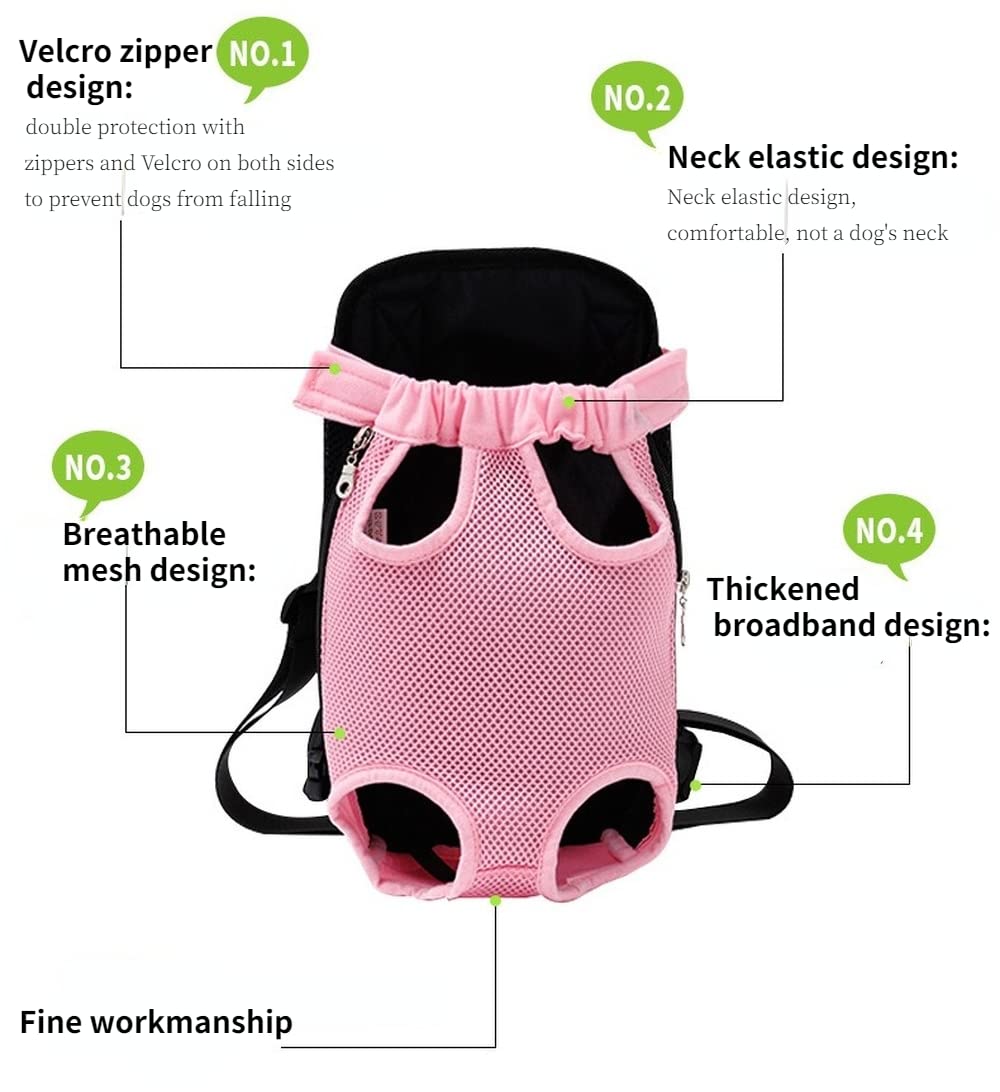 NO.1
Velcro zipper
design:
double protection with
zippers and Velcro on both sides
to prevent dogs from falling
NO.2
Neck elastic design:
Neck elastic design,
comfortable, not a dog's neck
NO.3
Breathable
mesh design:
NO.4
Thickened
broadband design:
Fine workmanship